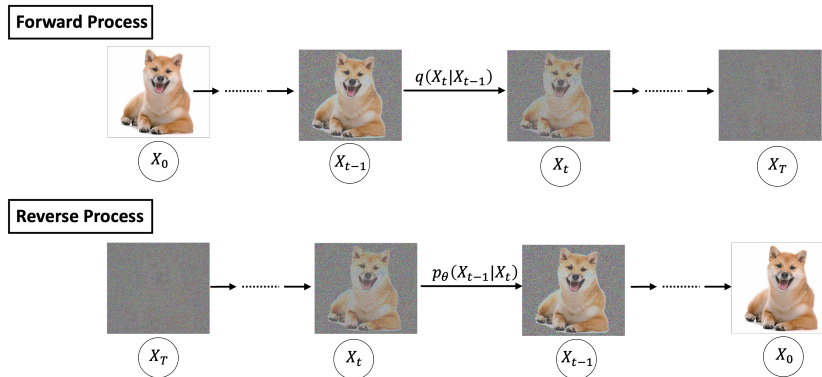 Forward Process
q(X_t|X_{t-1})
X_0
X_{t-1}
X_t
X_T
Reverse Process
p_θ(X_{t-1}|X_t)
X_T
X_t
X_{t-1}
X_0